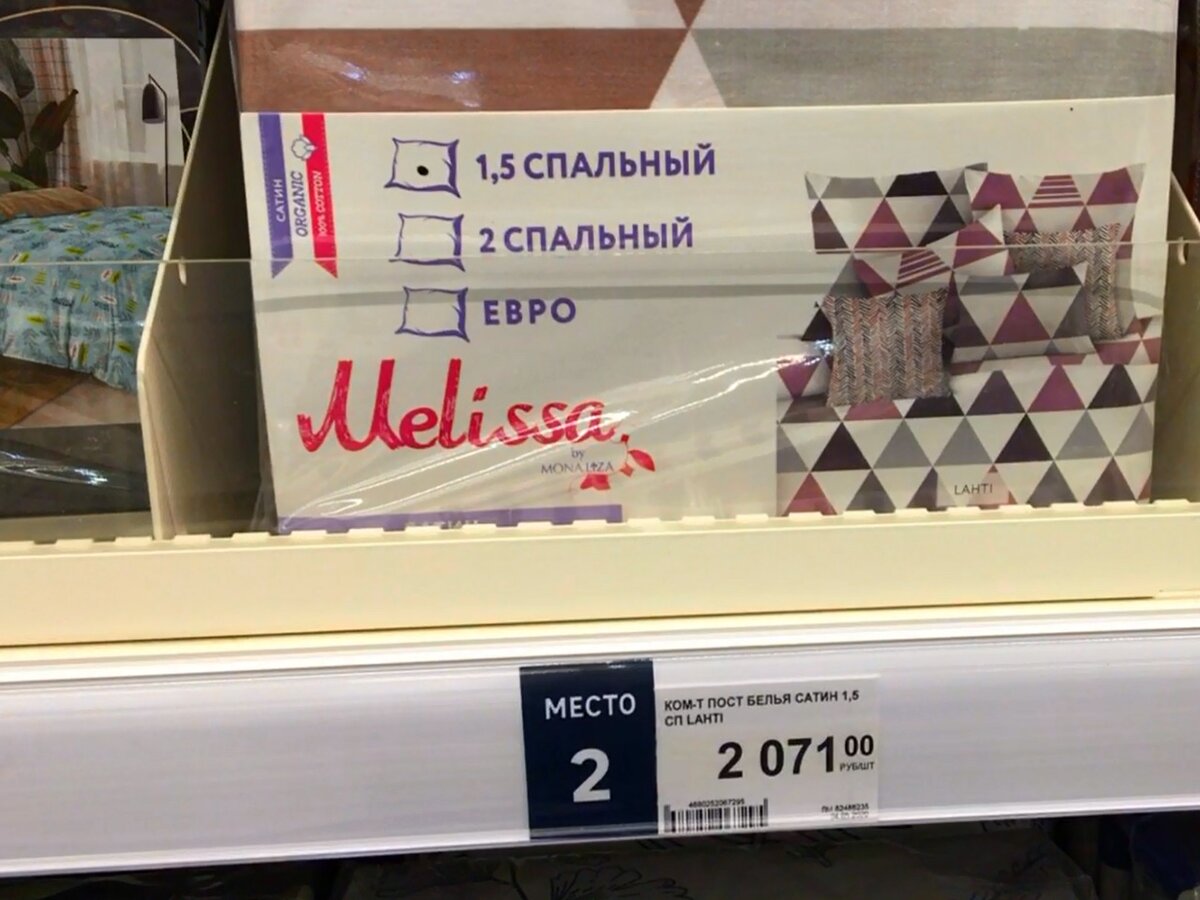 САТИН
ORGANIC
100% COTTON
1,5 СПАЛЬНЫЙ
2 СПАЛЬНЫЙ
ЕВРО
Melissa
by
MONA LIZA
LAHTI
МЕСТО
2
КОМ-Т ПОСТ БЕЛЬЯ САТИН 1,5
СП LAHTI
2 071 00
РУБ/ШТ